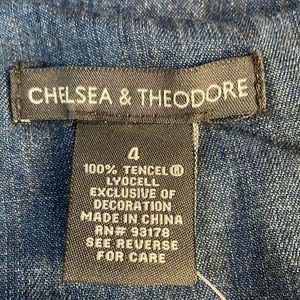 CHELSEA & THEODORE
4
100% TENCEL®
LYOCELL
EXCLUSIVE OF
DECORATION
MADE IN CHINA
RN# 93178
SEE REVERSE
FOR CARE